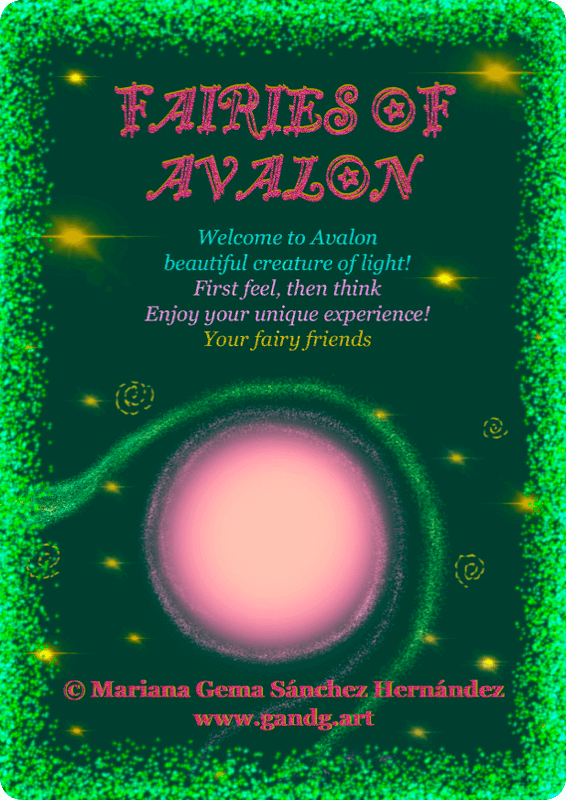 FAIRIES OF
AVALON
Welcome to Avalon
beautiful creature of light!
First feel, then think
Enjoy your unique experience!
Your fairy friends
© Mariana Gema Sánchez Hernández
www.gandg.art